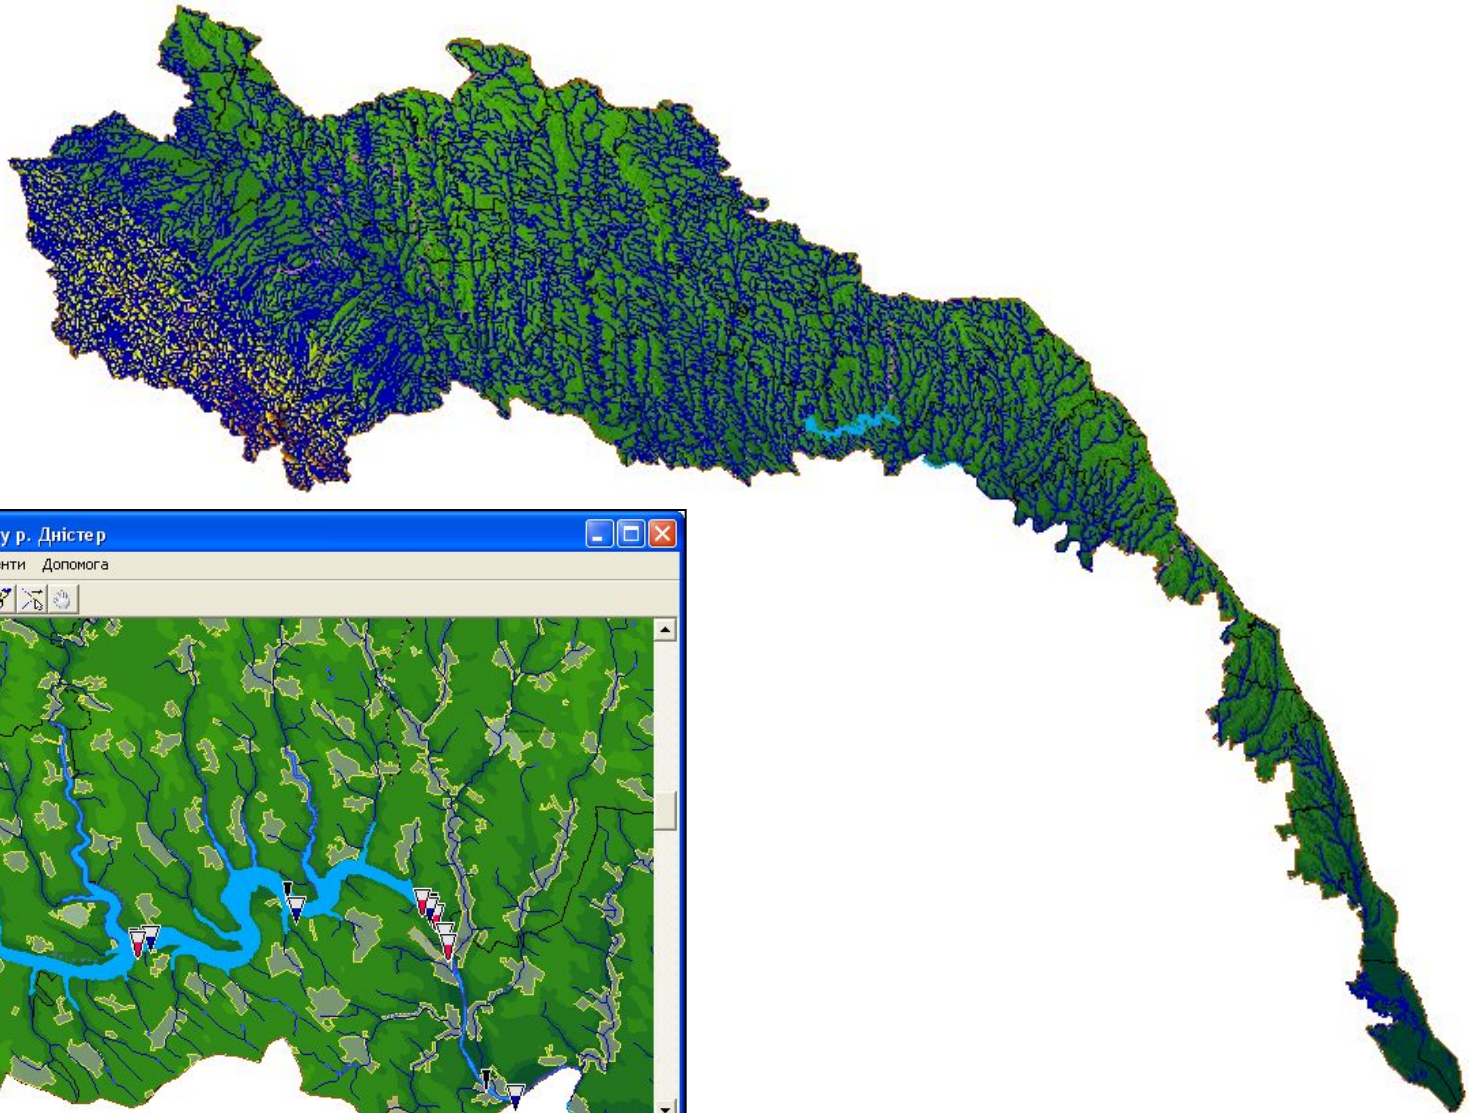 у р. Дністер
нти Допомога